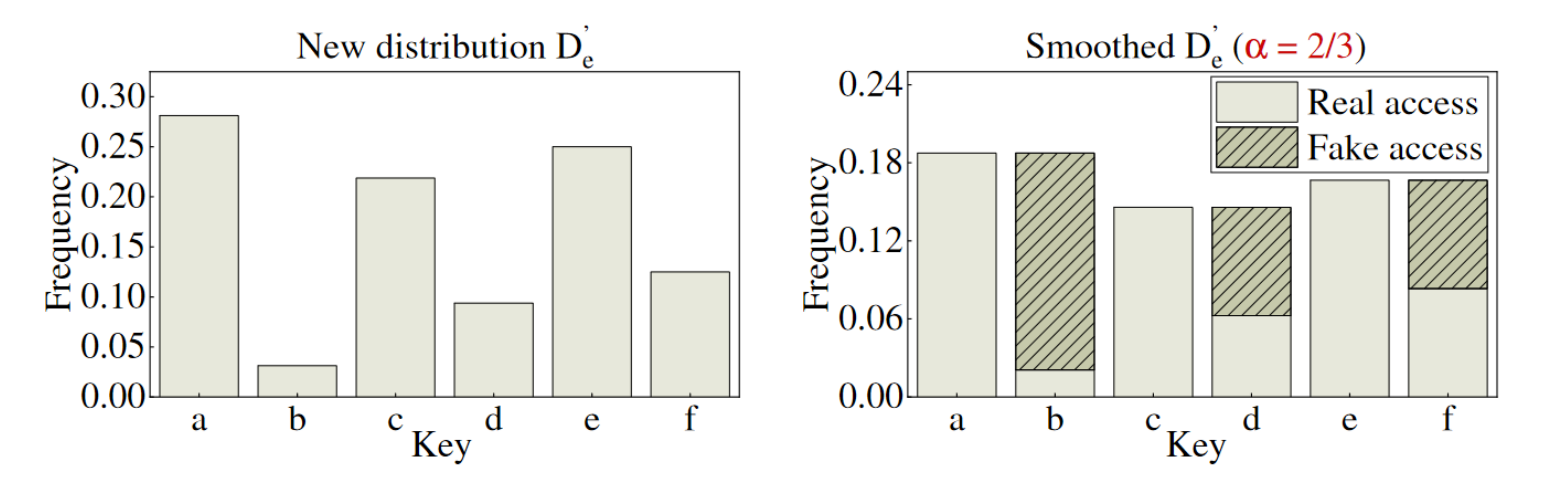 New distribution D'e
Frequency
0.30
0.25
0.20
0.15
0.10
0.05
0.00
a b c d e f
Key
Smoothed D'e (α = 2/3)
Frequency
0.24
0.18
0.12
0.06
0.00
Real access
Fake access
a b c d e f
Key